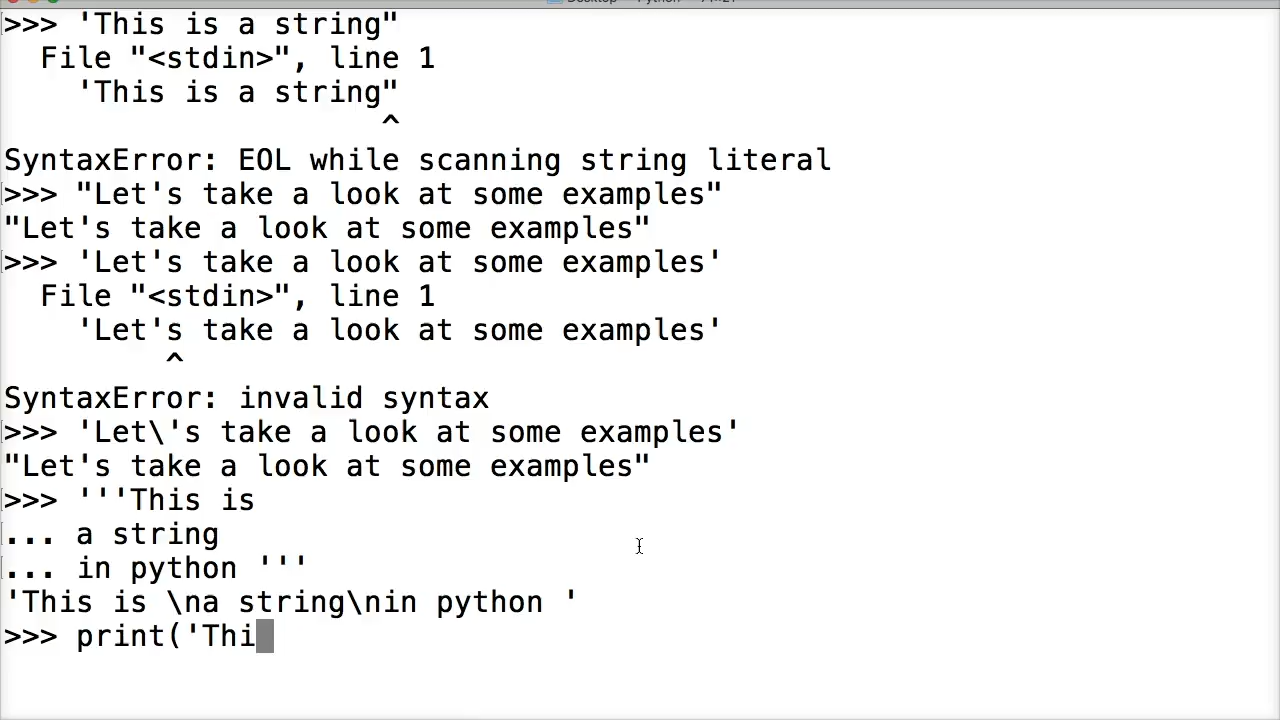 >>> 'This is a string"
  File "<stdin>", line 1
    'This is a string"
                     ^
SyntaxError: EOL while scanning string literal
>>> "Let's take a look at some examples"
"Let's take a look at some examples"
>>> 'Let's take a look at some examples'
  File "<stdin>", line 1
    'Let's take a look at some examples'
         ^
SyntaxError: invalid syntax
>>> 'Let\'s take a look at some examples'
"Let's take a look at some examples"
>>> '''This is
... a string
... in python '''
'This is \na string\nin python '
>>> print('Thi